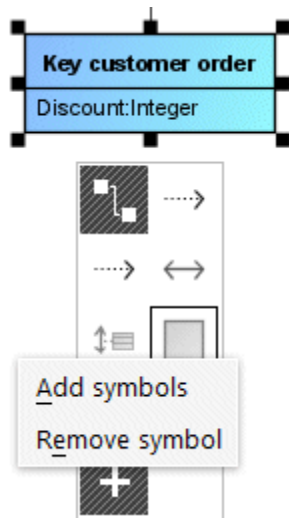 Key customer order
Discount:Integer
Add symbols
Remove symbol